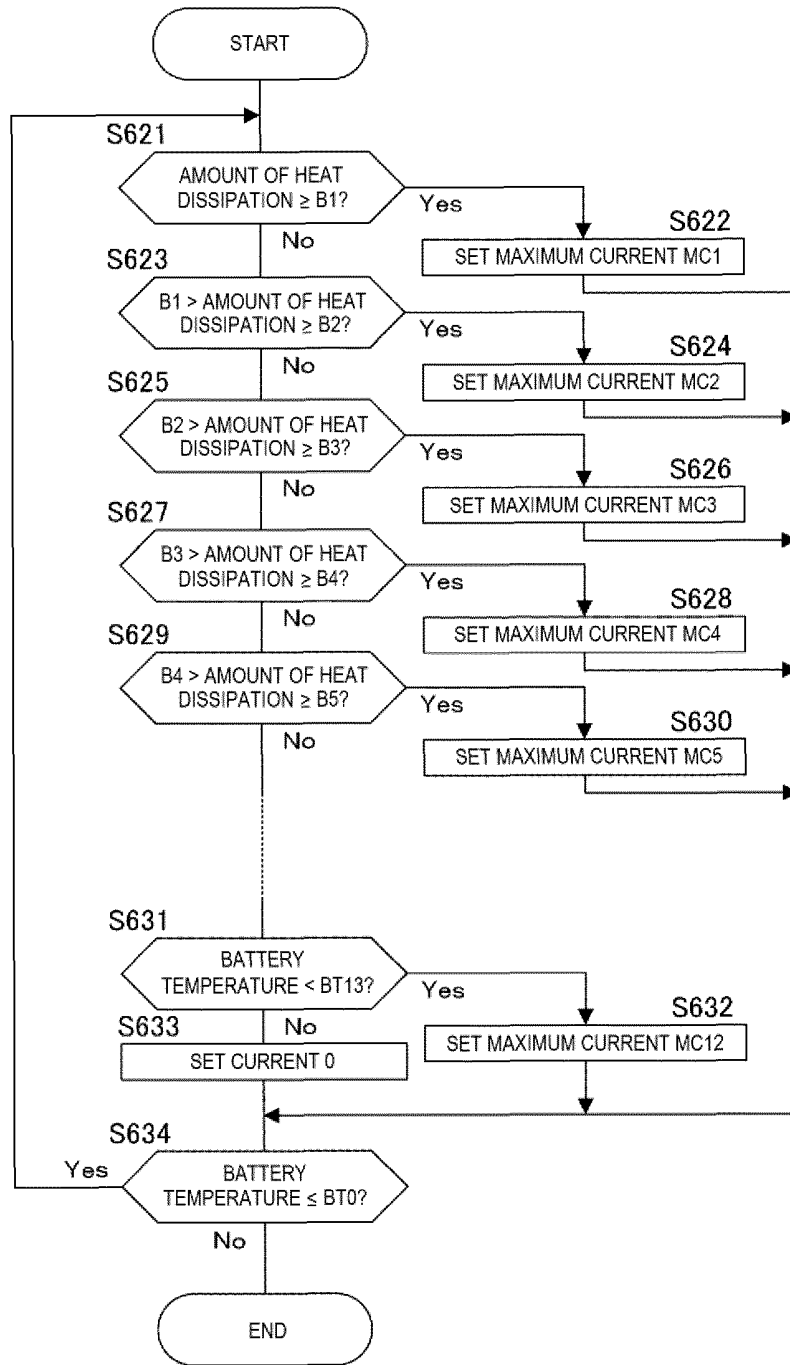 START
S621
AMOUNT OF HEAT
DISSIPATION ≥ B1?
Yes
No
S622
SET MAXIMUM CURRENT MC1
S623
B1 > AMOUNT OF HEAT
DISSIPATION ≥ B2?
Yes
No
S624
SET MAXIMUM CURRENT MC2
S625
B2 > AMOUNT OF HEAT
DISSIPATION ≥ B3?
Yes
No
S626
SET MAXIMUM CURRENT MC3
S627
B3 > AMOUNT OF HEAT
DISSIPATION ≥ B4?
Yes
No
S628
SET MAXIMUM CURRENT MC4
S629
B4 > AMOUNT OF HEAT
DISSIPATION ≥ B5?
Yes
No
S630
SET MAXIMUM CURRENT MC5
S631
BATTERY
TEMPERATURE < BT13?
Yes
No
S632
SET MAXIMUM CURRENT MC12
S633
SET CURRENT 0
S634
BATTERY
TEMPERATURE ≤ BT0?
Yes
No
END